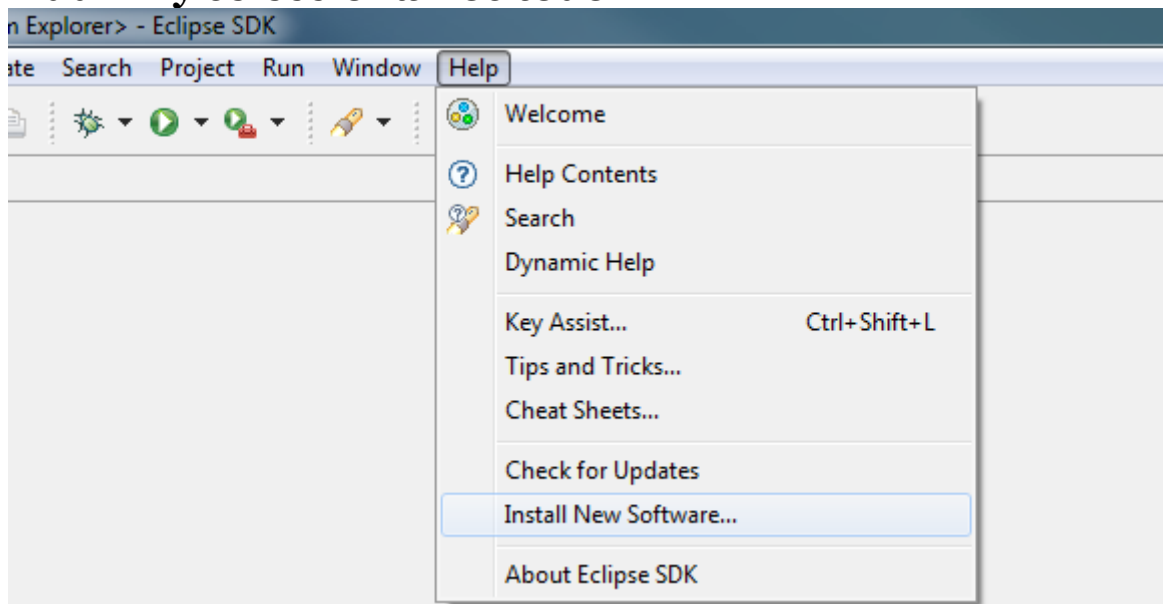 Explorer> - Eclipse SDK
Search Project Run Window Help
Welcome
Help Contents
Search
Dynamic Help
Key Assist... Ctrl+Shift+L
Tips and Tricks...
Cheat Sheets...
Check for Updates
Install New Software...
About Eclipse SDK